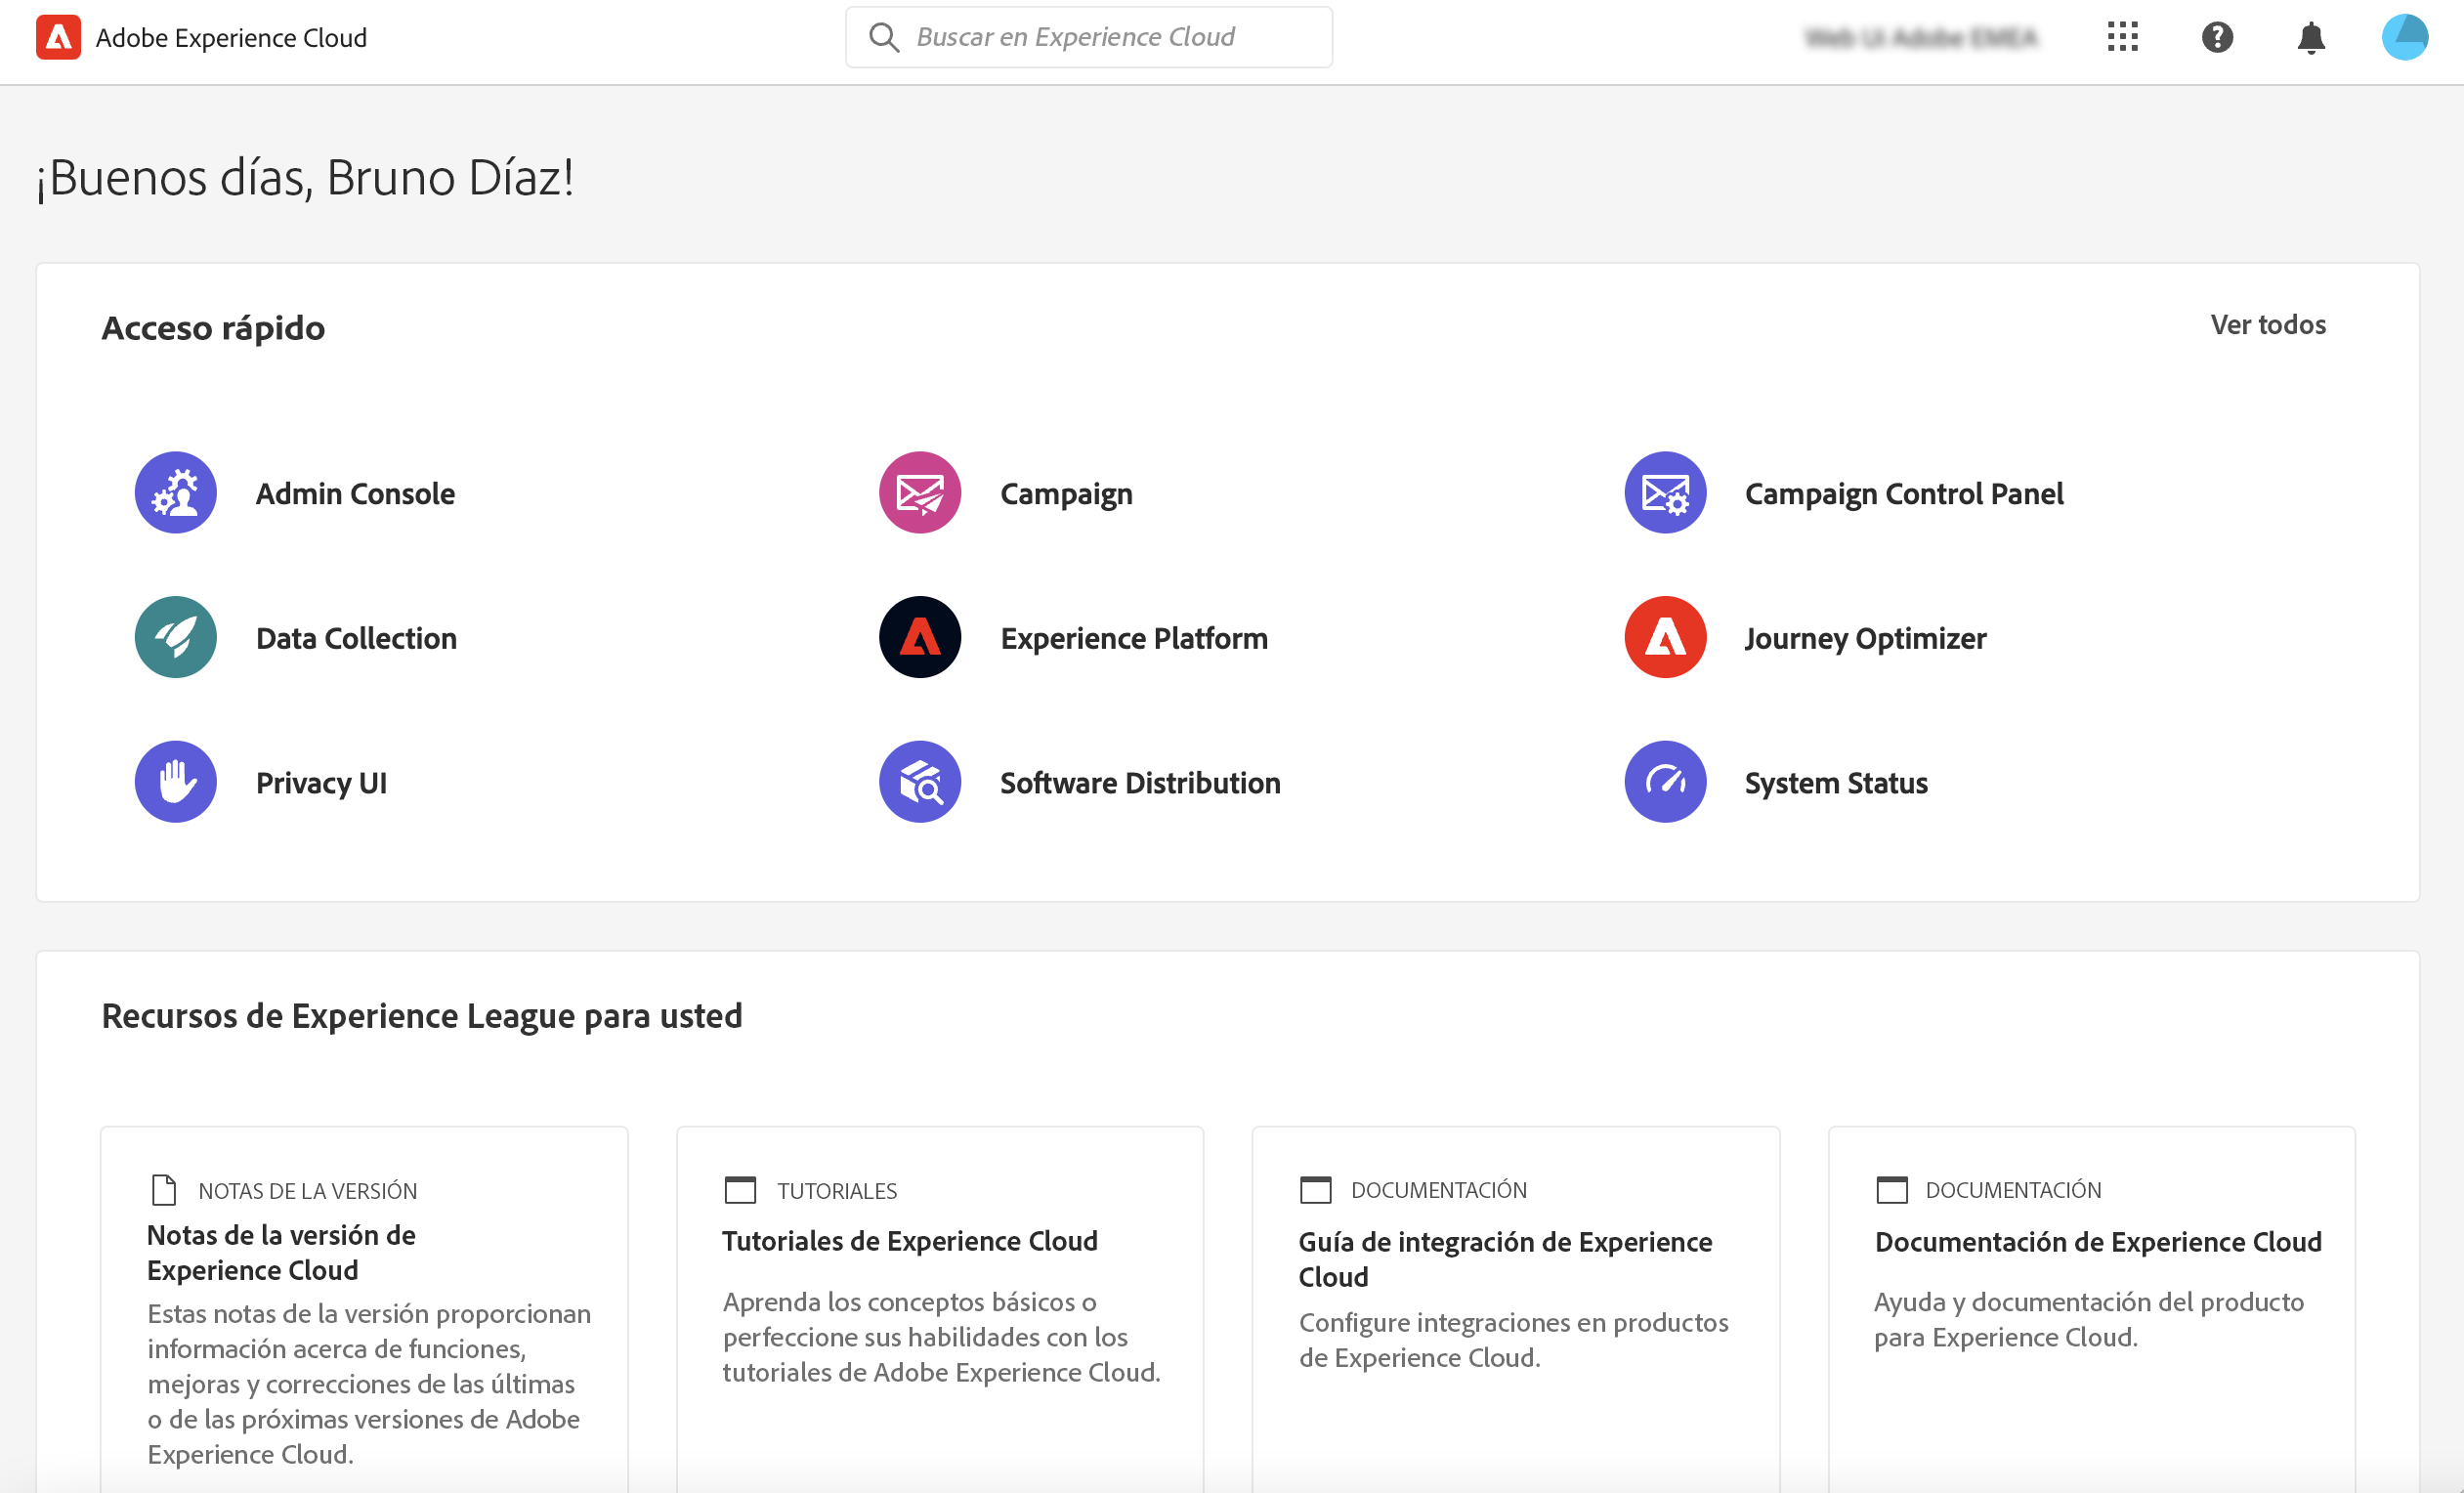 Adobe Experience Cloud
Buscar en Experience Cloud
¡Buenos días, Bruno Díaz!
Acceso rápido
Ver todos
Admin Console
Campaign
Campaign Control Panel
Data Collection
Experience Platform
Journey Optimizer
Privacy UI
Software Distribution
System Status
Recursos de Experience League para usted
NOTAS DE LA VERSIÓN
Notas de la versión de
Experience Cloud
Estas notas de la versión proporcionan
información acerca de funciones,
mejoras y correcciones de las últimas
o de las próximas versiones de Adobe
Experience Cloud.
TUTORIALES
Tutoriales de Experience Cloud
Aprenda los conceptos básicos o
perfeccione sus habilidades con los
tutoriales de Adobe Experience Cloud.
DOCUMENTACIÓN
Guía de integración de Experience
Cloud
Configure integraciones en productos
de Experience Cloud.
DOCUMENTACIÓN
Documentación de Experience Cloud
Ayuda y documentación del producto
para Experience Cloud.